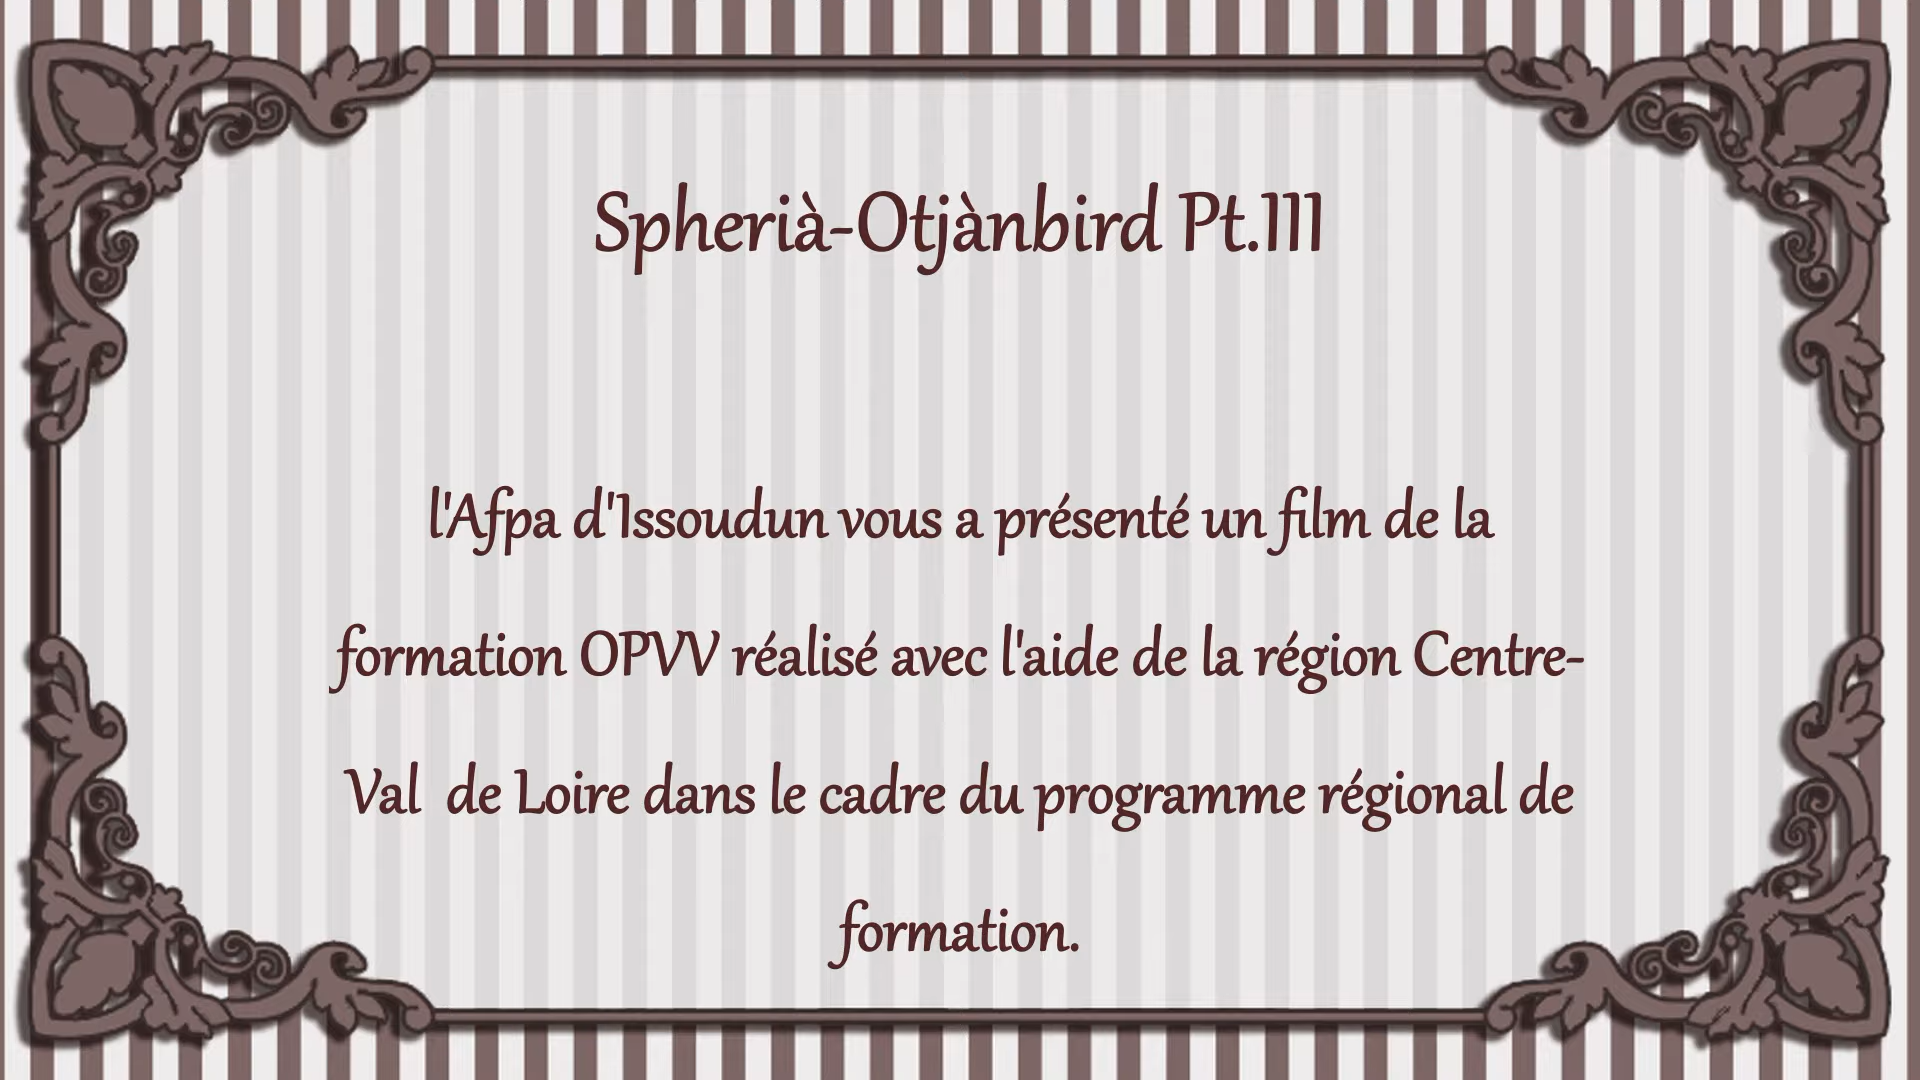 Spherià-Otjànbird Pt.III
l'Afpa d'Issoudun vous a présenté un film de la
formation OPVV réalisé avec l'aide de la région Centre-
Val  de Loire dans le cadre du programme régional de
formation.